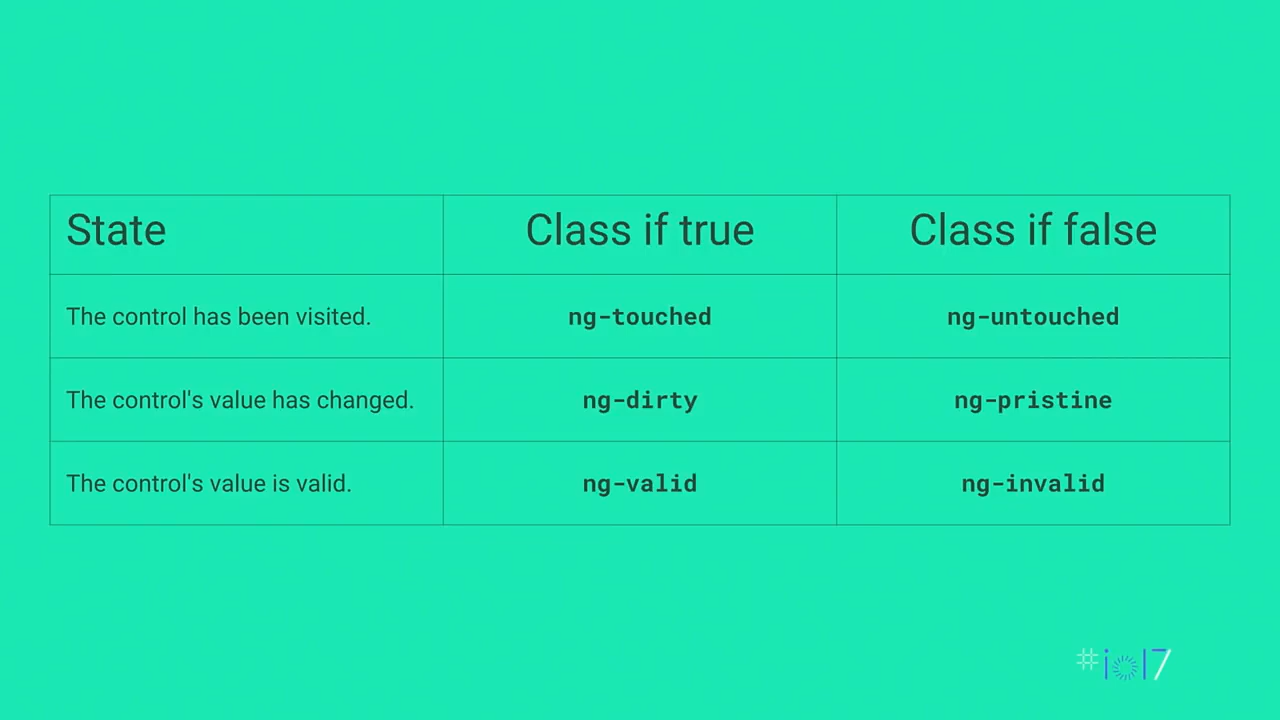 State Class if true Class if false
The control has been visited. ng-touched ng-untouched
The control's value has changed. ng-dirty ng-pristine
The control's value is valid. ng-valid ng-invalid
#io17